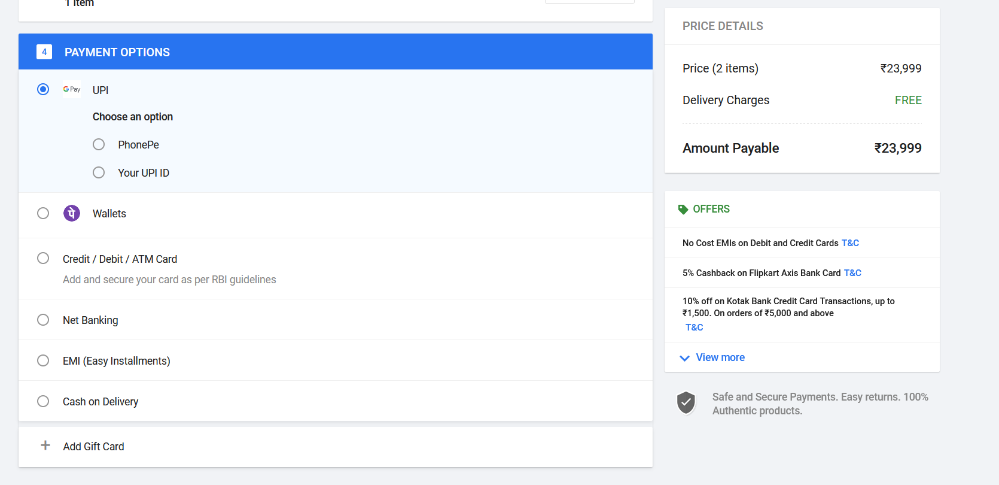 1 Item
4 PAYMENT OPTIONS
G Pay UPI
Choose an option
PhonePe
Your UPI ID
पे Wallets
Credit / Debit / ATM Card
Add and secure your card as per RBI guidelines
Net Banking
EMI (Easy Installments)
Cash on Delivery
+ Add Gift Card
PRICE DETAILS
Price (2 items) ₹23,999
Delivery Charges FREE
Amount Payable ₹23,999
OFFERS
No Cost EMIs on Debit and Credit Cards T&C
5% Cashback on Flipkart Axis Bank Card T&C
10% off on Kotak Bank Credit Card Transactions, up to
₹1,500. On orders of ₹5,000 and above
T&C
View more
Safe and Secure Payments. Easy returns. 100%
Authentic products.